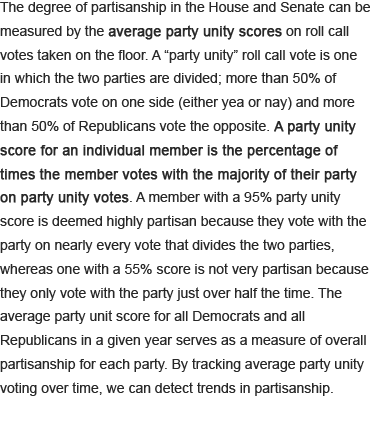 The degree of partisanship in the House and Senate can be
measured by the average party unity scores on roll call
votes taken on the floor. A “party unity” roll call vote is one
in which the two parties are divided; more than 50% of
Democrats vote on one side (either yea or nay) and more
than 50% of Republicans vote the opposite. A party unity
score for an individual member is the percentage of
times the member votes with the majority of their party
on party unity votes. A member with a 95% party unity
score is deemed highly partisan because they vote with the
party on nearly every vote that divides the two parties,
whereas one with a 55% score is not very partisan because
they only vote with the party just over half the time. The
average party unit score for all Democrats and all
Republicans in a given year serves as a measure of overall
partisanship for each party. By tracking average party unity
voting over time, we can detect trends in partisanship.